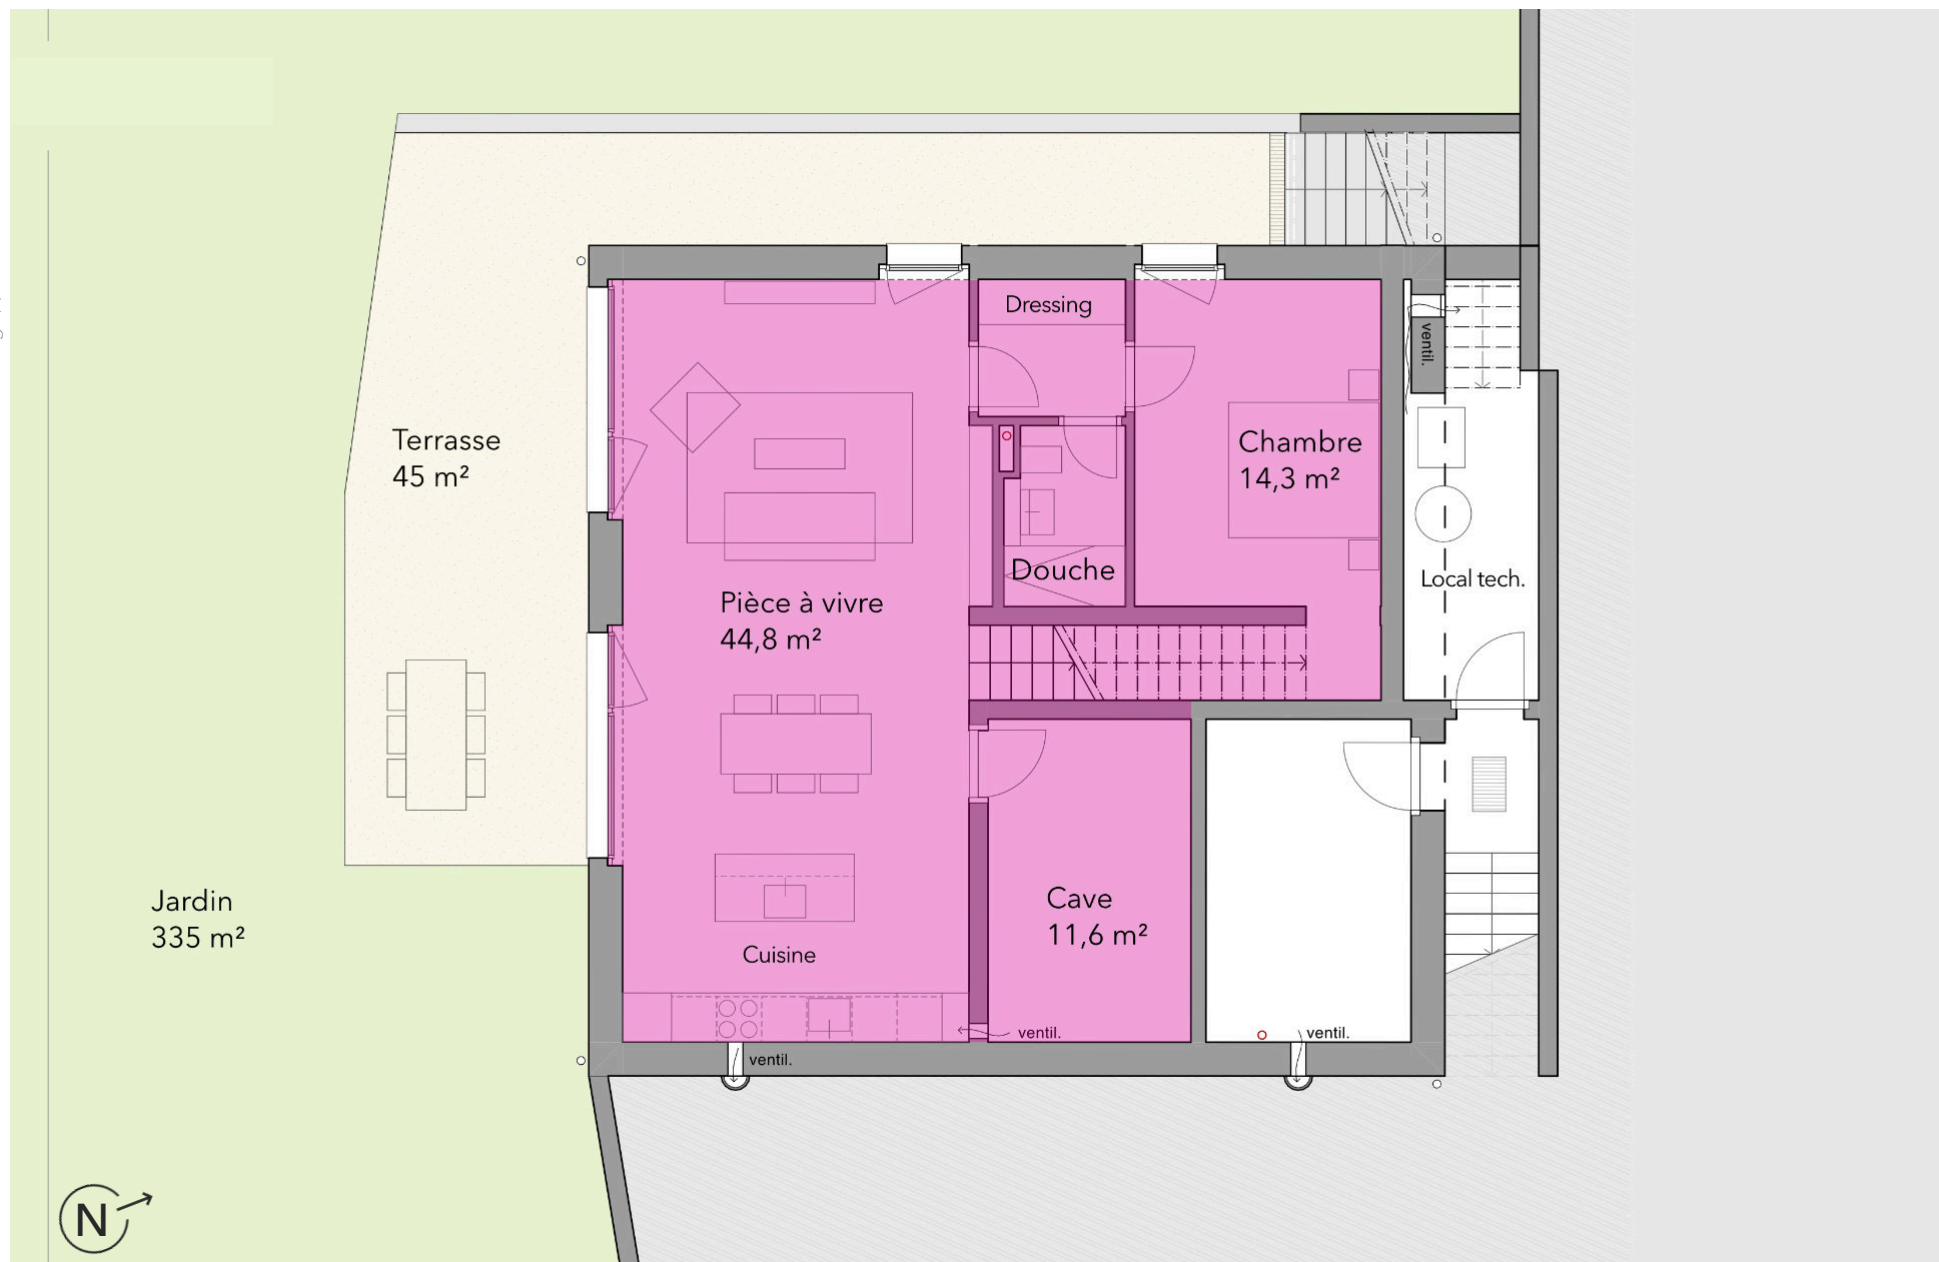 Dressing
ventil.
Terrasse
45 m²
Chambre
14,3 m²
Douche
Local tech.
Pièce à vivre
44,8 m²
Jardin
335 m²
Cave
11,6 m²
Cuisine
ventil.
ventil.
ventil.
N